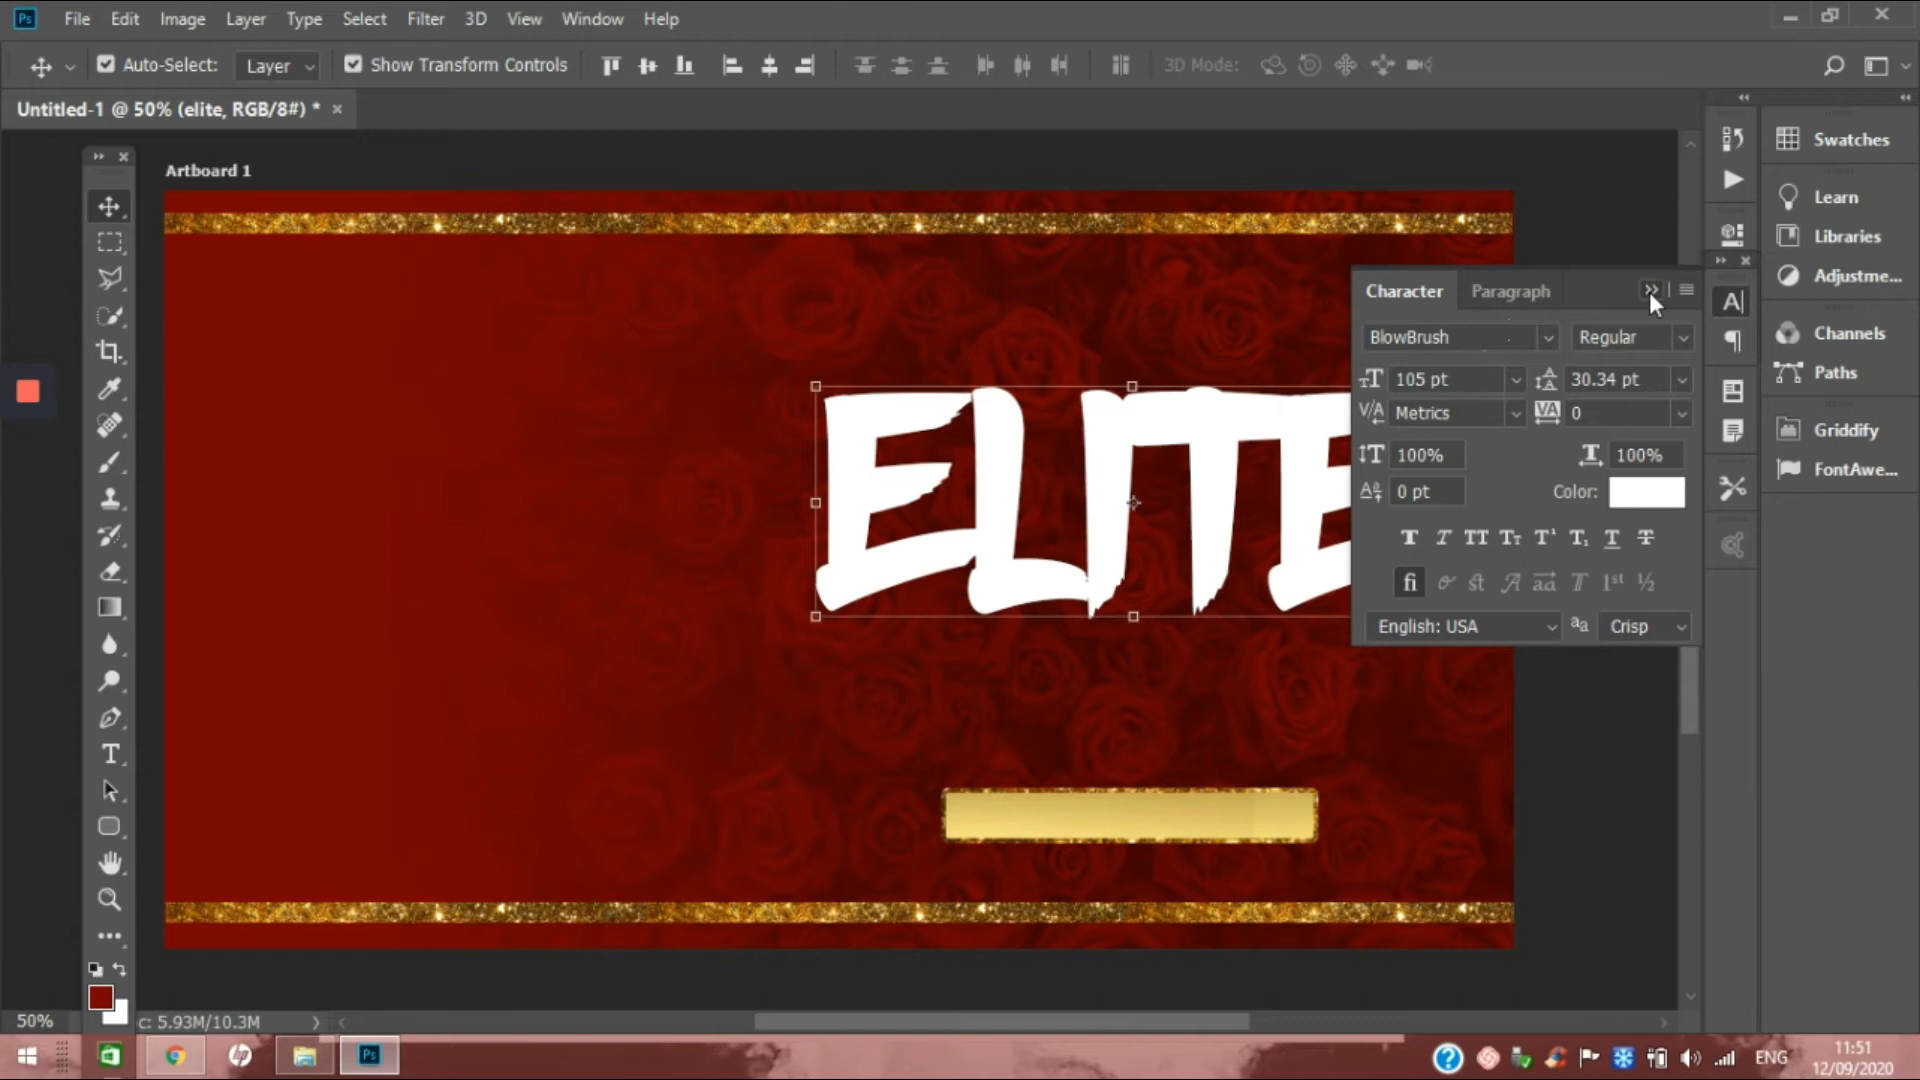 Ps File Edit Image Layer Type Select Filter 3D View Window Help
Auto-Select: Layer Show Transform Controls 3D Mode:
Untitled-1 @ 50% (elite, RGB/8#) *
Artboard 1
ELITE
Character Paragraph
BlowBrush Regular
105 pt 30.34 pt
Metrics 0
100% 100%
0 pt Color:
English: USA Crisp
Swatches
Learn
Libraries
Adjustme...
Channels
Paths
Griddify
FontAwe...
50% c: 5.93M/10.3M
hp Ps ENG 11:51
12/09/2020